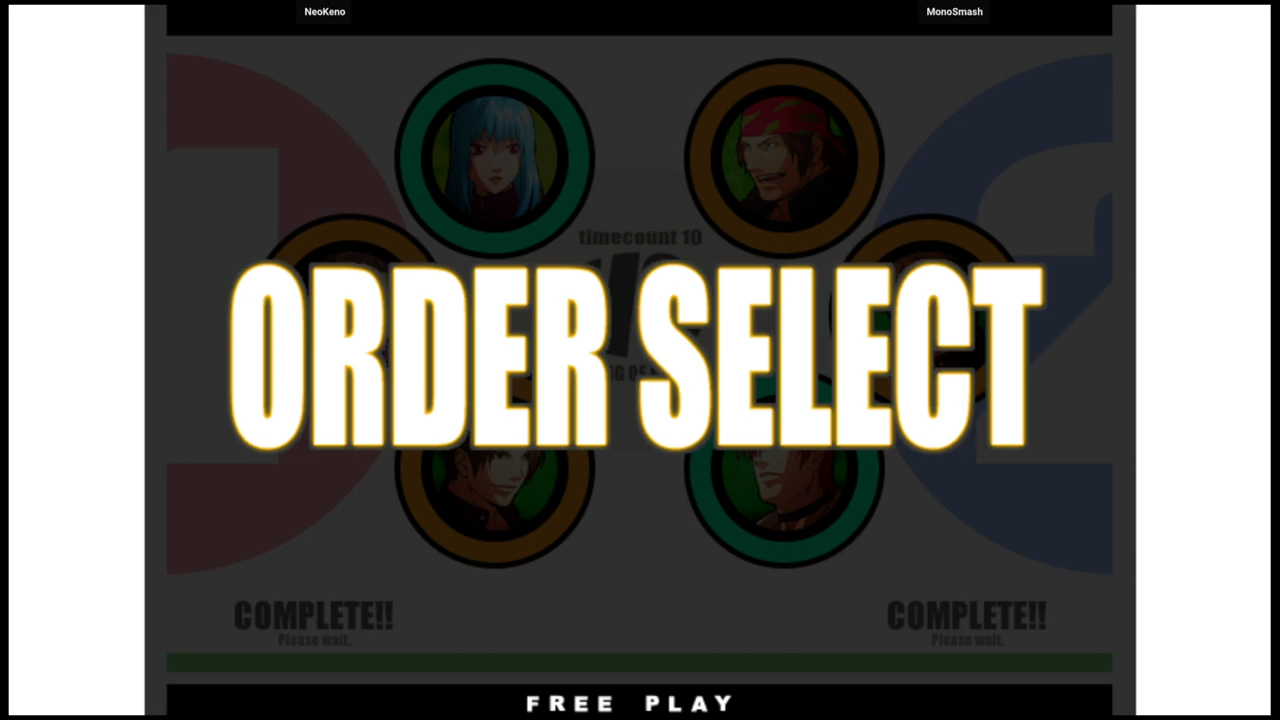 NeoKeno
MonoSmash
timecount 10
ORDER SELECT
COMPLETE!!
Please wait.
COMPLETE!!
Please wait.
FREE PLAY